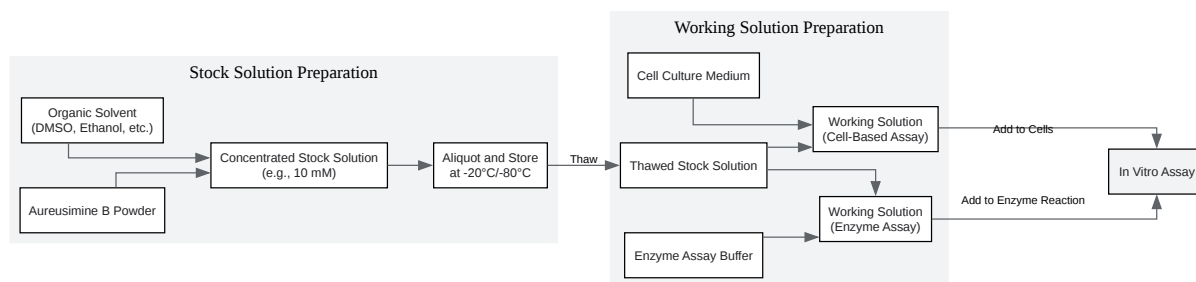 Stock Solution Preparation
Organic Solvent
(DMSO, Ethanol, etc.)
Aureusimine B Powder
Concentrated Stock Solution
(e.g., 10 mM)
Aliquot and Store
at -20°C/-80°C
Thaw
Working Solution Preparation
Cell Culture Medium
Thawed Stock Solution
Enzyme Assay Buffer
Working Solution
(Cell-Based Assay)
Working Solution
(Enzyme Assay)
Add to Cells
Add to Enzyme Reaction
In Vitro Assay